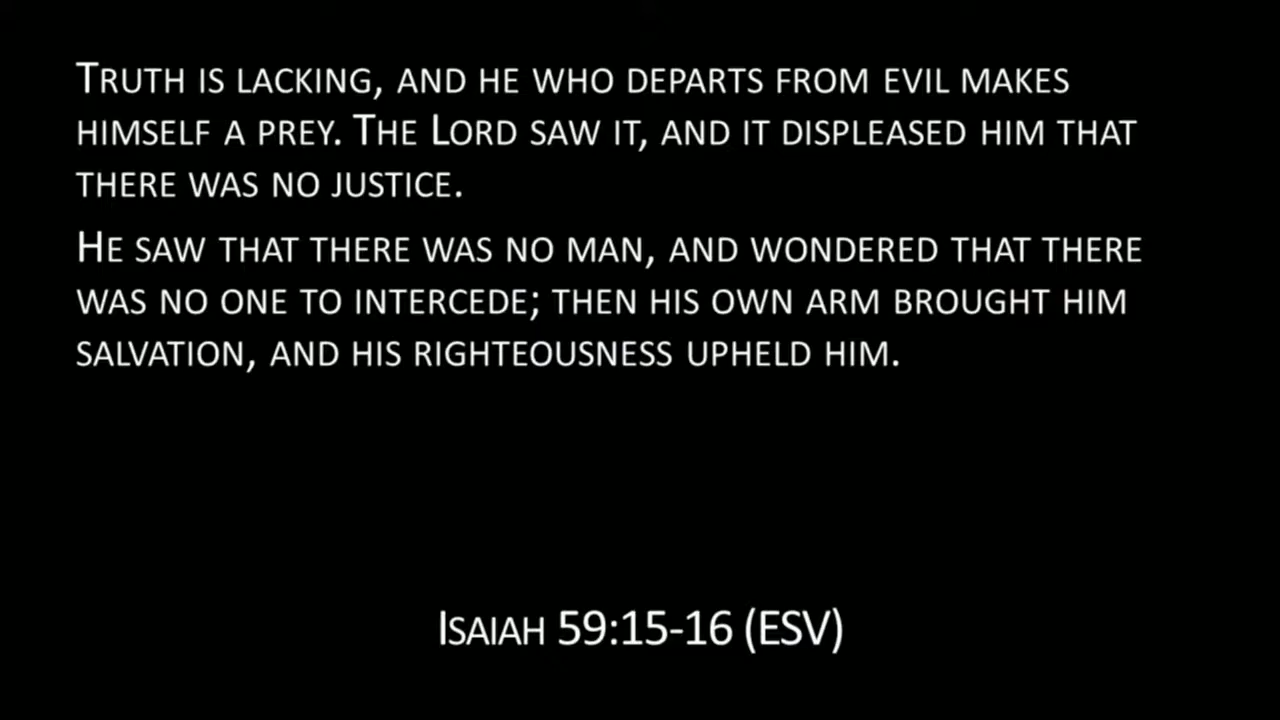 Truth is lacking, and he who departs from evil makes
himself a prey. The Lord saw it, and it displeased him that
there was no justice.
He saw that there was no man, and wondered that there
was no one to intercede; then his own arm brought him
salvation, and his righteousness upheld him.
Isaiah 59:15-16 (ESV)